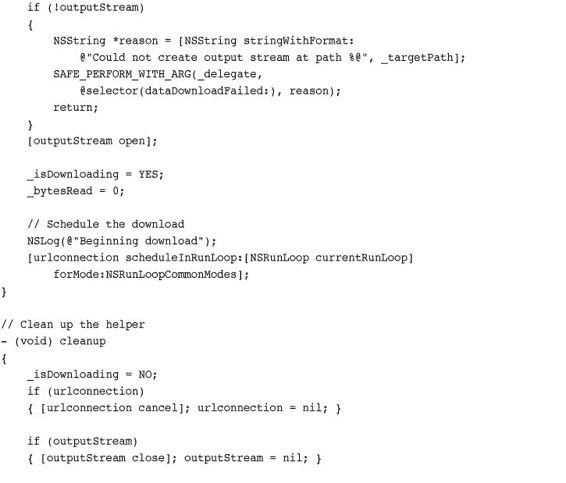 if (!outputStream)
{
NSString *reason = [NSString stringWithFormat:
@"Could not create output stream at path %@", _targetPath];
SAFE_PERFORM_WITH_ARG(_delegate,
@selector(dataDownloadFailed:), reason);
return;
}
[outputStream open];
_isDownloading = YES;
_bytesRead = 0;
// Schedule the download
NSLog(@"Beginning download");
[urlconnection scheduleInRunLoop:[NSRunLoop currentRunLoop]
forMode:NSRunLoopCommonModes];
}
// Clean up the helper
- (void) cleanup
{
_isDownloading = NO;
if (urlconnection)
{ [urlconnection cancel]; urlconnection = nil; }
if (outputStream)
{ [outputStream close]; outputStream = nil; }